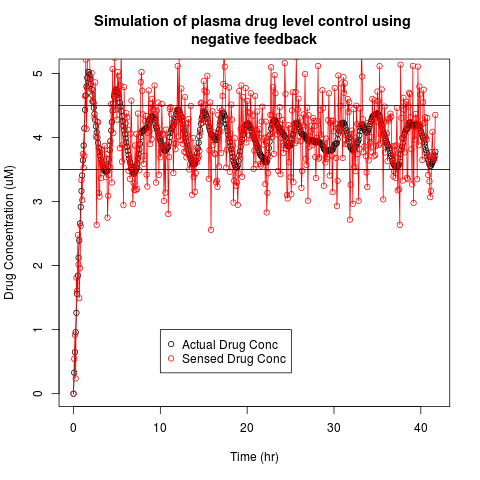 Simulation of plasma drug level control using
negative feedback
Drug Concentration (uM)
5
4
3
2
1
0
Actual Drug Conc
Sensed Drug Conc
0 10 20 30 40
Time (hr)